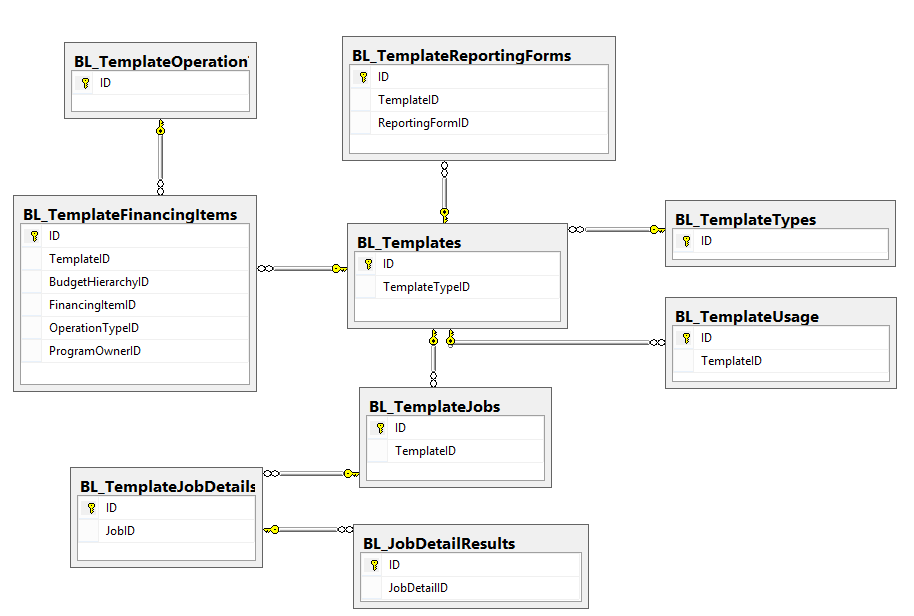 BL_TemplateOperation
ID
BL_TemplateReportingForms
ID
TemplateID
ReportingFormID
BL_TemplateFinancingItems
ID
TemplateID
BudgetHierarchyID
FinancingItemID
OperationTypeID
ProgramOwnerID
BL_Templates
ID
TemplateTypeID
BL_TemplateTypes
ID
BL_TemplateUsage
ID
TemplateID
BL_TemplateJobs
ID
TemplateID
BL_TemplateJobDetails
ID
JobID
BL_JobDetailResults
ID
JobDetailID